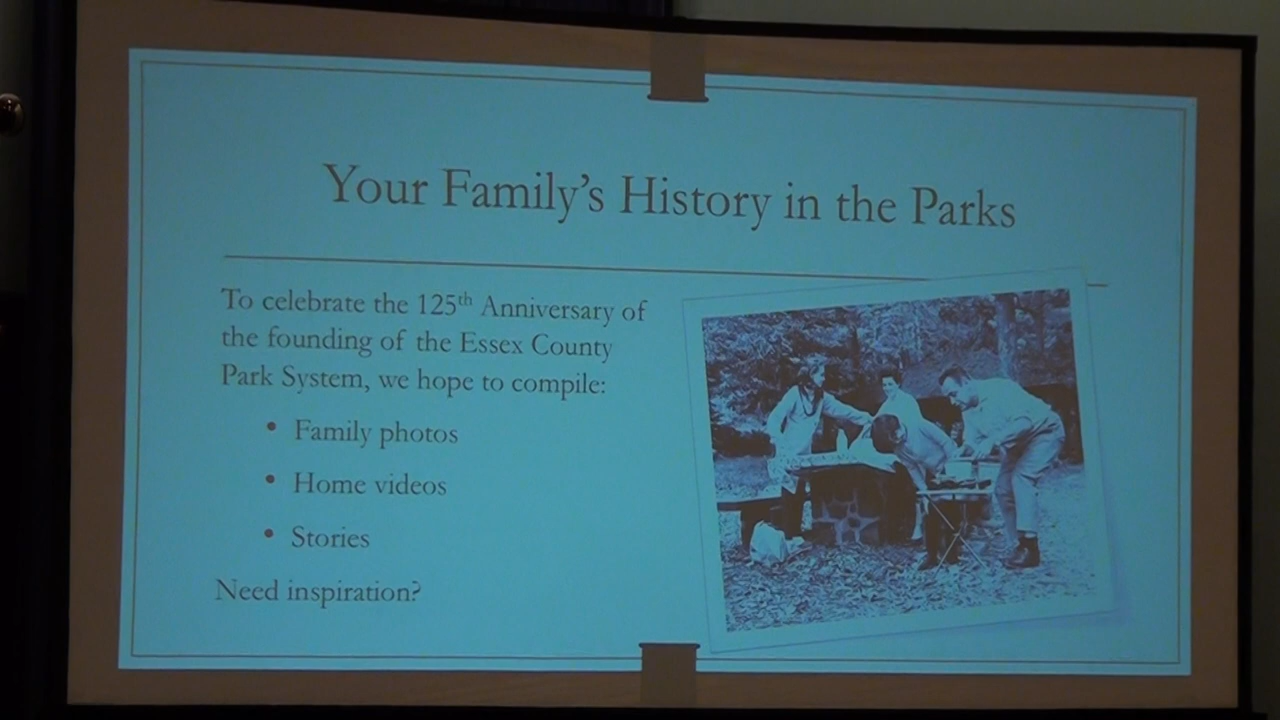 Your Family's History in the Parks
To celebrate the 125th Anniversary of
the founding of the Essex County
Park System, we hope to compile:
• Family photos
• Home videos
• Stories
Need inspiration?